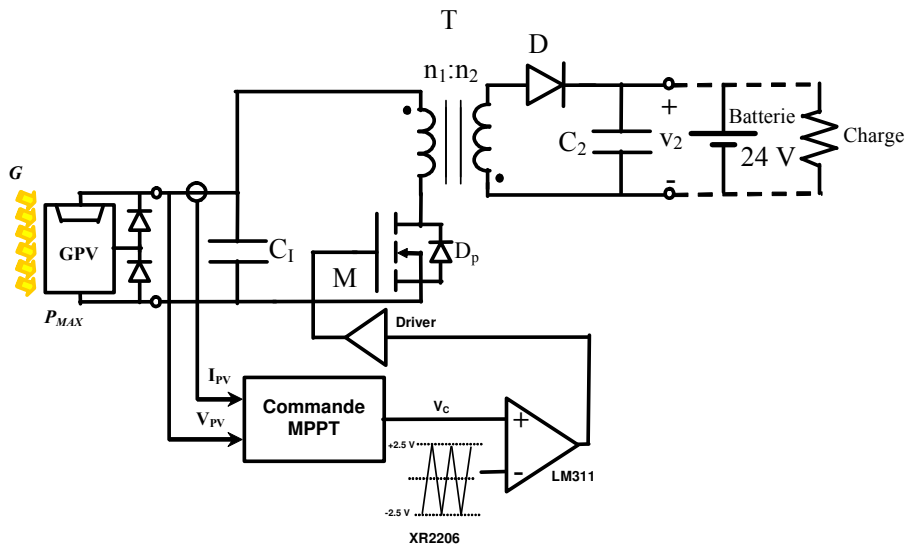 T
D
n1:n2
+
C2
v2
-
Batterie
24 V
Charge
G
GPV
PMAX
CI
M
Dp
Driver
IPV
VPV
Commande
MPPT
VC
+
-
LM311
+2.5 V
-2.5 V
XR2206